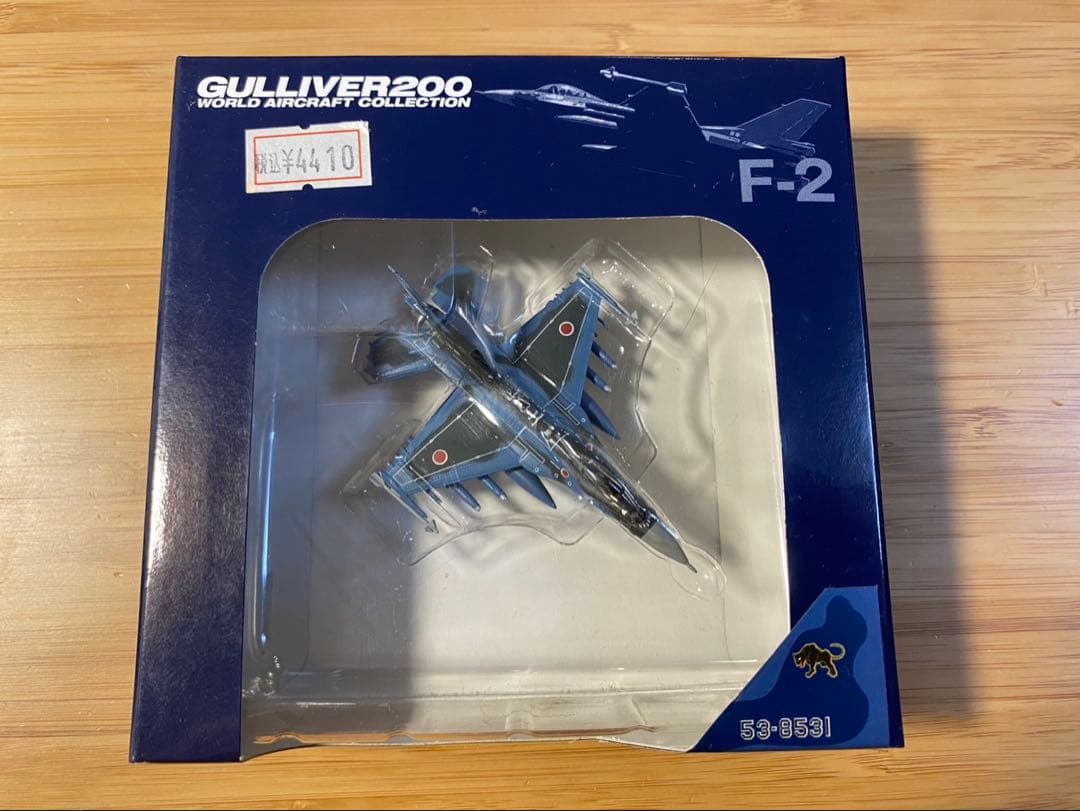 GULLIVER200
WORLD AIRCRAFT COLLECTION
税込¥4410
F-2
53-8531